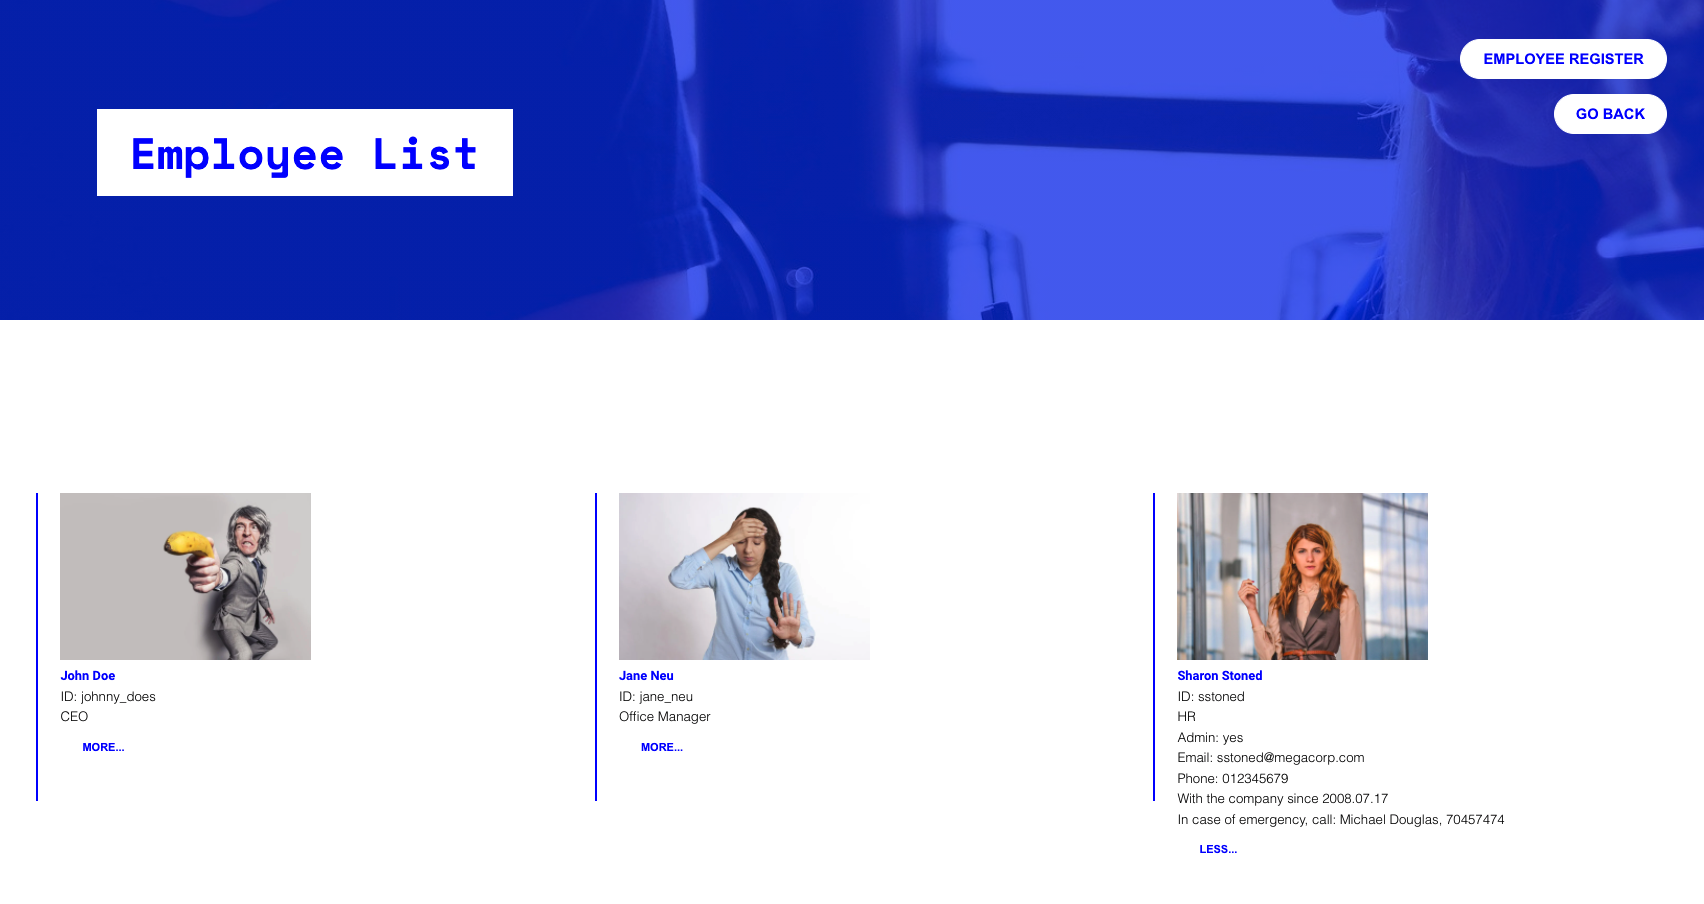 EMPLOYEE REGISTER
GO BACK
Employee List
John Doe
ID: johnny_does
CEO
MORE...
Jane Neu
ID: jane_neu
Office Manager
MORE...
Sharon Stoned
ID: sstoned
HR
Admin: yes
Email: sstoned@megacorp.com
Phone: 012345679
With the company since 2008.07.17
In case of emergency, call: Michael Douglas, 70457474
LESS...